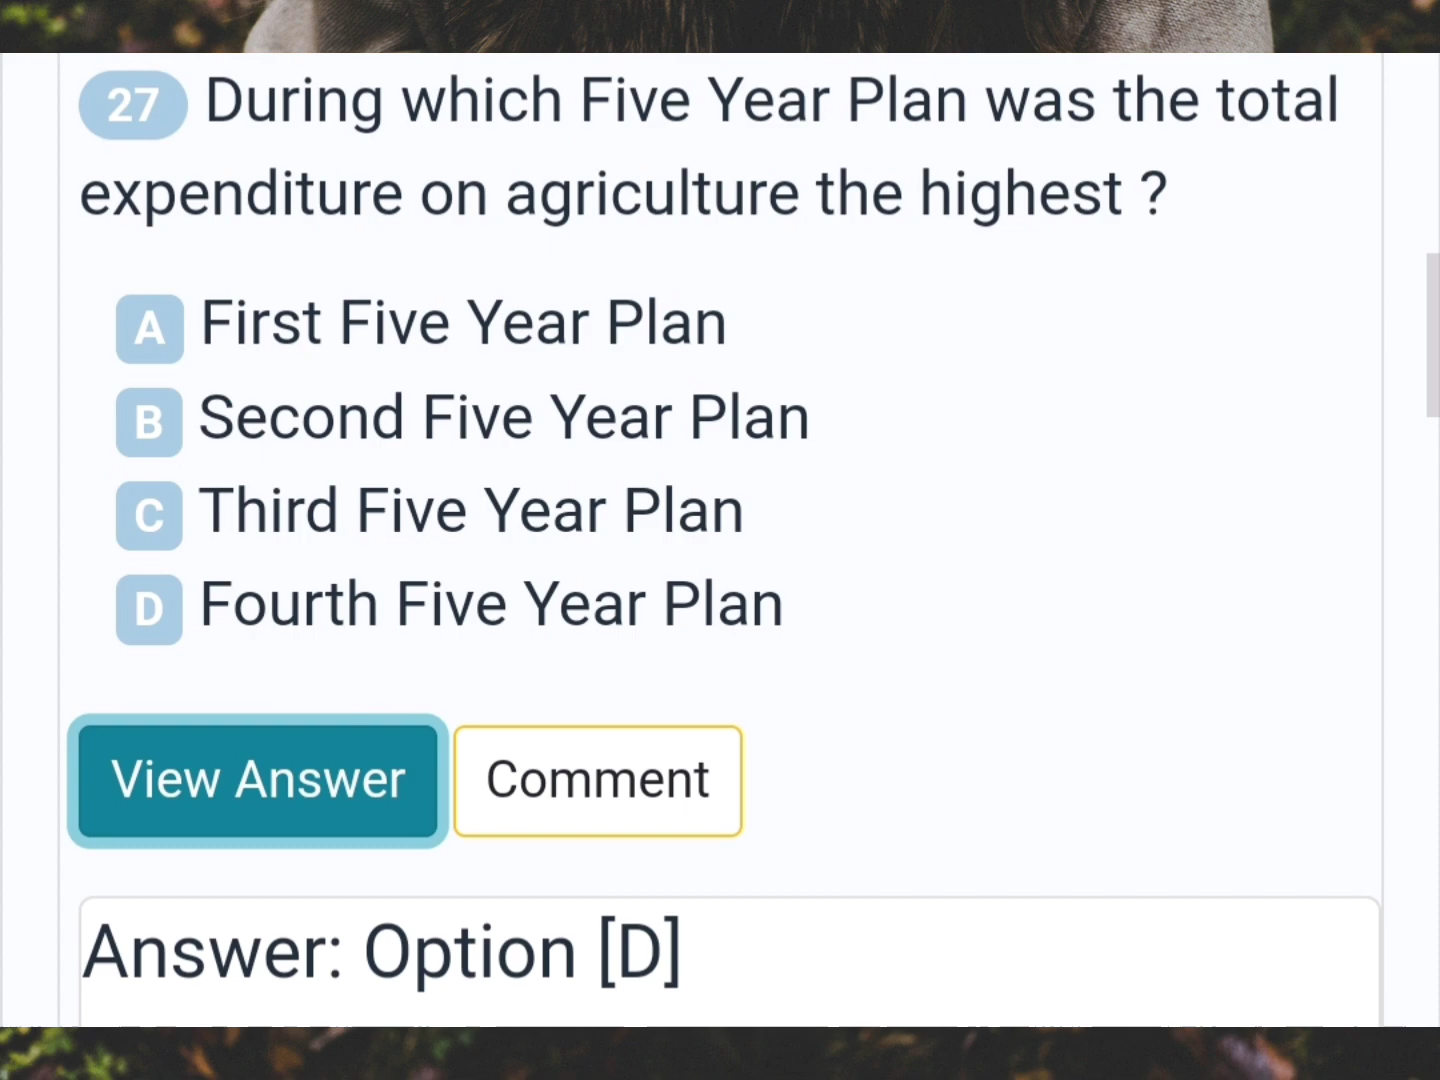 27 During which Five Year Plan was the total
expenditure on agriculture the highest ?
A First Five Year Plan
B Second Five Year Plan
C Third Five Year Plan
D Fourth Five Year Plan
View Answer Comment
Answer: Option [D]